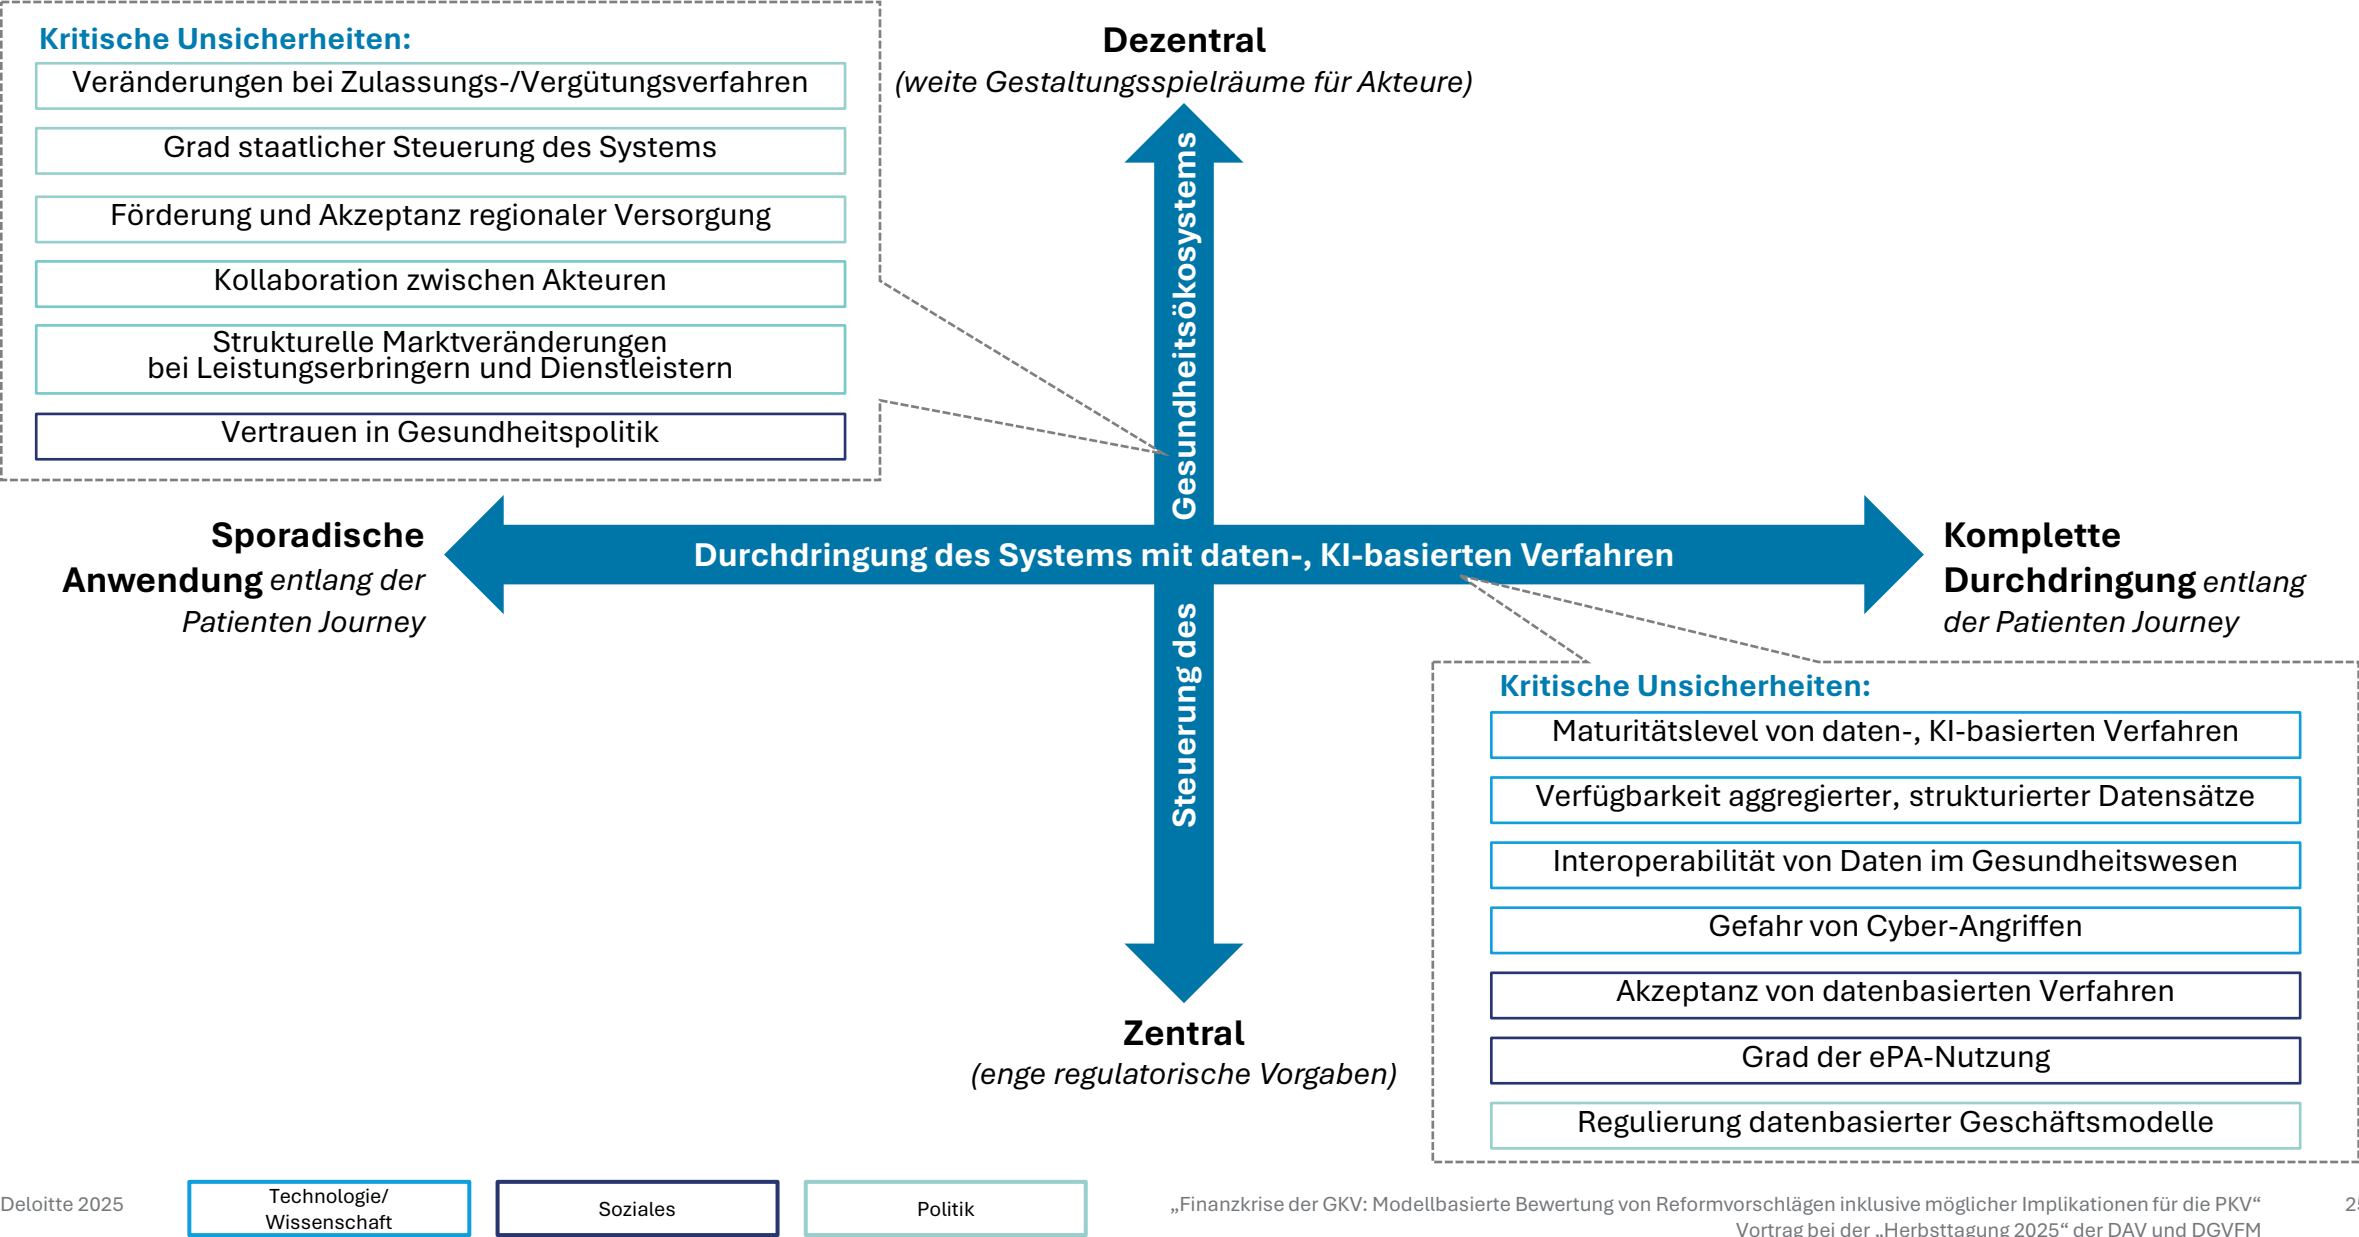 Kritische Unsicherheiten:
Veränderungen bei Zulassungs-/Vergütungsverfahren
Grad staatlicher Steuerung des Systems
Förderung und Akzeptanz regionaler Versorgung
Kollaboration zwischen Akteuren
Strukturelle Marktveränderungen
bei Leistungserbringern und Dienstleistern
Vertrauen in Gesundheitspolitik
Dezentral
(weite Gestaltungsspielräume für Akteure)
Steuerung des Gesundheitsökosystems
Sporadische
Anwendung entlang der
Patienten Journey
Durchdringung des Systems mit daten-, KI-basierten Verfahren
Komplette
Durchdringung entlang
der Patienten Journey
Zentral
(enge regulatorische Vorgaben)
Kritische Unsicherheiten:
Maturitätslevel von daten-, KI-basierten Verfahren
Verfügbarkeit aggregierter, strukturierter Datensätze
Interoperabilität von Daten im Gesundheitswesen
Gefahr von Cyber-Angriffen
Akzeptanz von datenbasierten Verfahren
Grad der ePA-Nutzung
Regulierung datenbasierter Geschäftsmodelle
Deloitte 2025
Technologie/
Wissenschaft
Soziales
Politik
„Finanzkrise der GKV: Modellbasierte Bewertung von Reformvorschlägen inklusive möglicher Implikationen für die PKV“
Vortrag bei der „Herbsttagung 2025“ der DAV und DGVFM
25